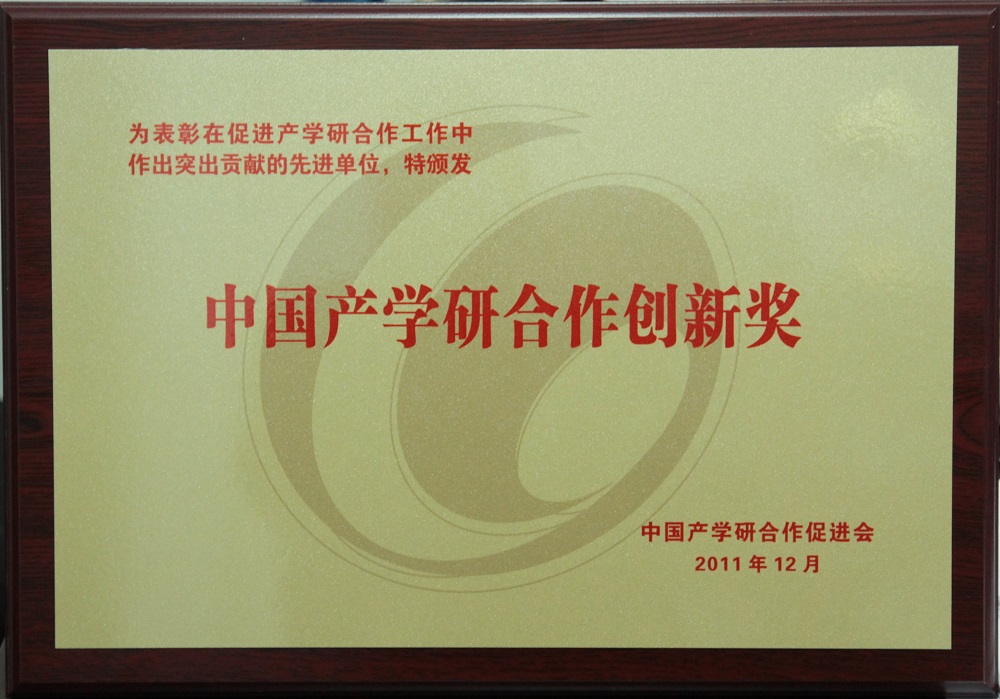 为表彰在促进产学研合作工作中
作出突出贡献的先进单位，特颁发
中国产学研合作创新奖
中国产学研合作促进会
2011年12月